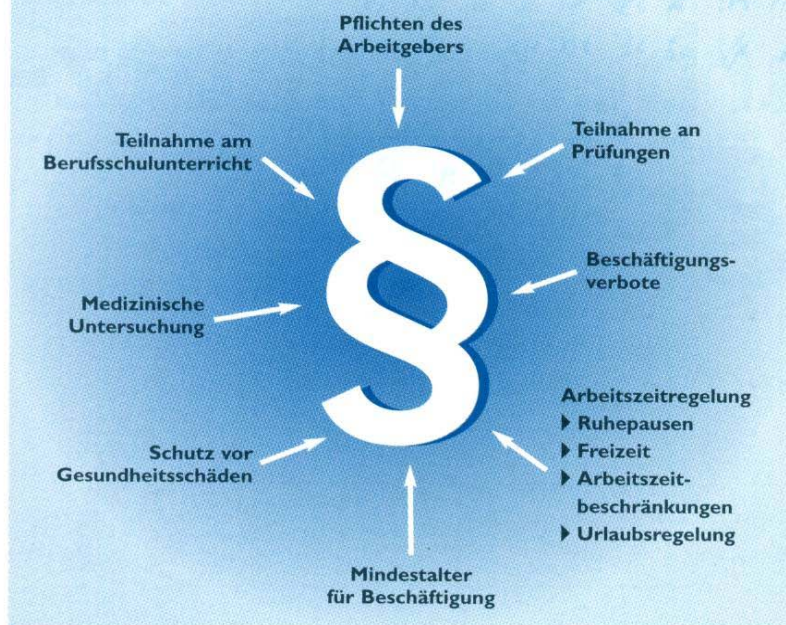 Pflichten des
Arbeitgebers
Teilnahme am
Berufsschulunterricht
Teilnahme an
Prüfungen
Medizinische
Untersuchung
Beschäftigungs-
verbote
Schutz vor
Gesundheitsschäden
Arbeitszeitregelung
Ruhepausen
Freizeit
Arbeitszeit-
beschränkungen
Urlaubsregelung
Mindestalter
für Beschäftigung
§